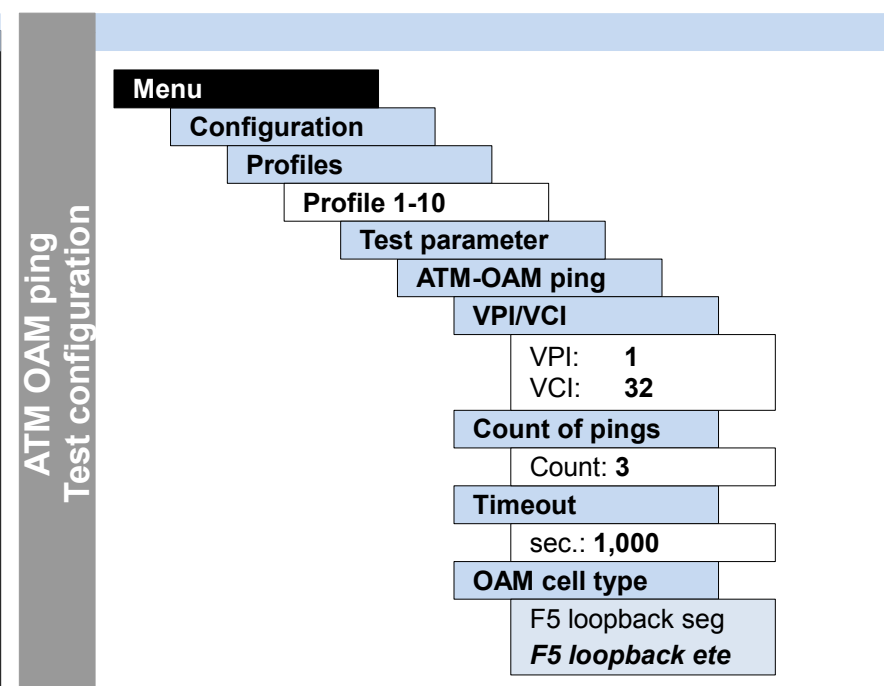 ATM OAM ping
Test configuration
Menu
Configuration
Profiles
Profile 1-10
Test parameter
ATM-OAM ping
VPI/VCI
VPI: 1
VCI: 32
Count of pings
Count: 3
Timeout
sec.: 1,000
OAM cell type
F5 loopback seg
F5 loopback ete